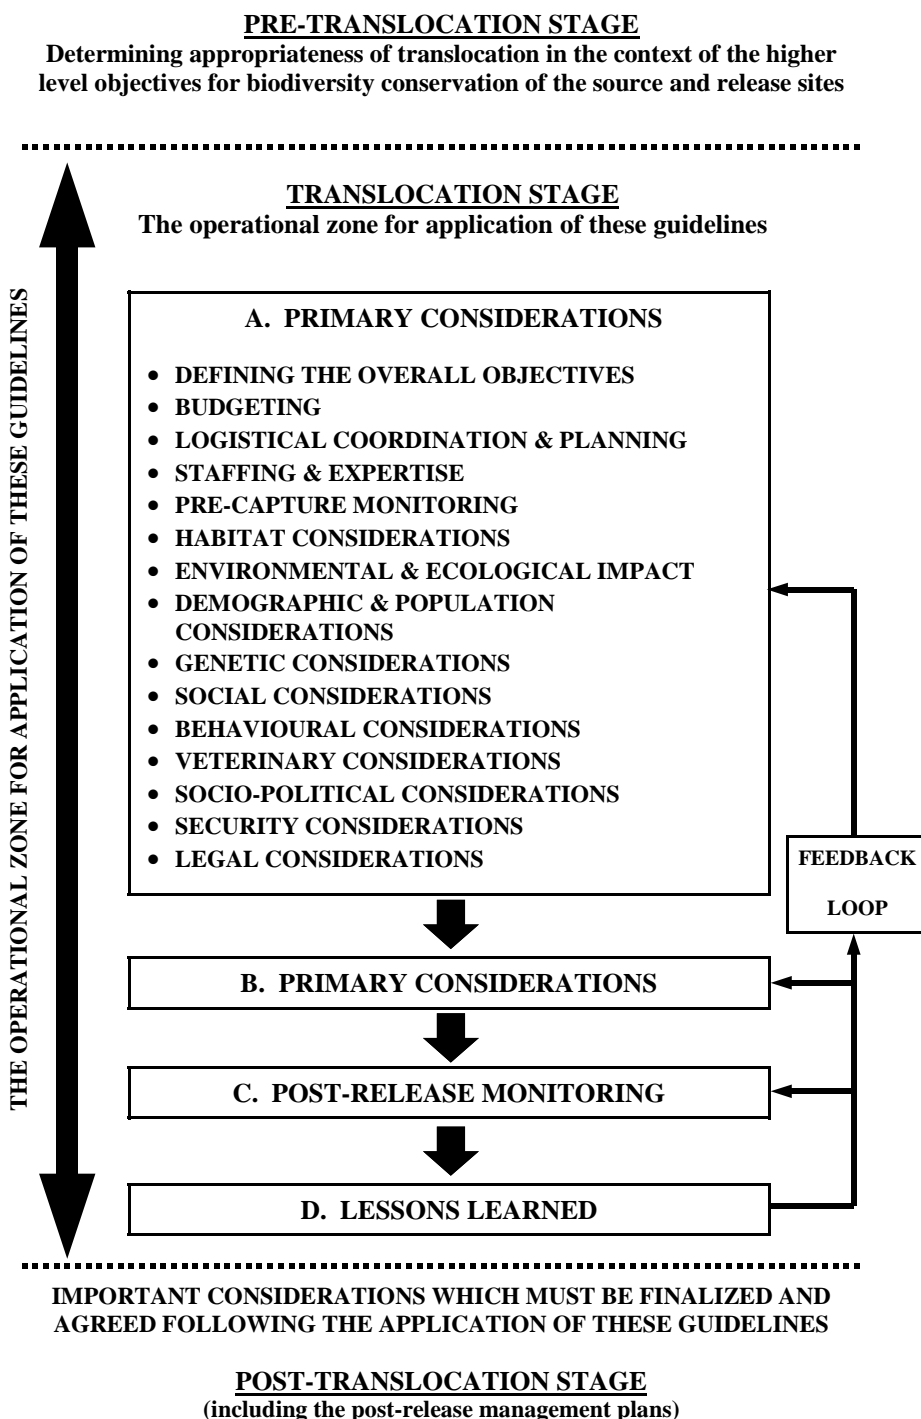 PRE-TRANSLOCATION STAGE
Determining appropriateness of translocation in the context of the higher
level objectives for biodiversity conservation of the source and release sites
TRANSLOCATION STAGE
The operational zone for application of these guidelines
THE OPERATIONAL ZONE FOR APPLICATION OF THESE GUIDELINES
A. PRIMARY CONSIDERATIONS
• DEFINING THE OVERALL OBJECTIVES
• BUDGETING
• LOGISTICAL COORDINATION & PLANNING
• STAFFING & EXPERTISE
• PRE-CAPTURE MONITORING
• HABITAT CONSIDERATIONS
• ENVIRONMENTAL & ECOLOGICAL IMPACT
• DEMOGRAPHIC & POPULATION
CONSIDERATIONS
• GENETIC CONSIDERATIONS
• SOCIAL CONSIDERATIONS
• BEHAVIOURAL CONSIDERATIONS
• VETERINARY CONSIDERATIONS
• SOCIO-POLITICAL CONSIDERATIONS
• SECURITY CONSIDERATIONS
• LEGAL CONSIDERATIONS
FEEDBACK
LOOP
B. PRIMARY CONSIDERATIONS
C. POST-RELEASE MONITORING
D. LESSONS LEARNED
IMPORTANT CONSIDERATIONS WHICH MUST BE FINALIZED AND
AGREED FOLLOWING THE APPLICATION OF THESE GUIDELINES
POST-TRANSLOCATION STAGE
(including the post-release management plans)